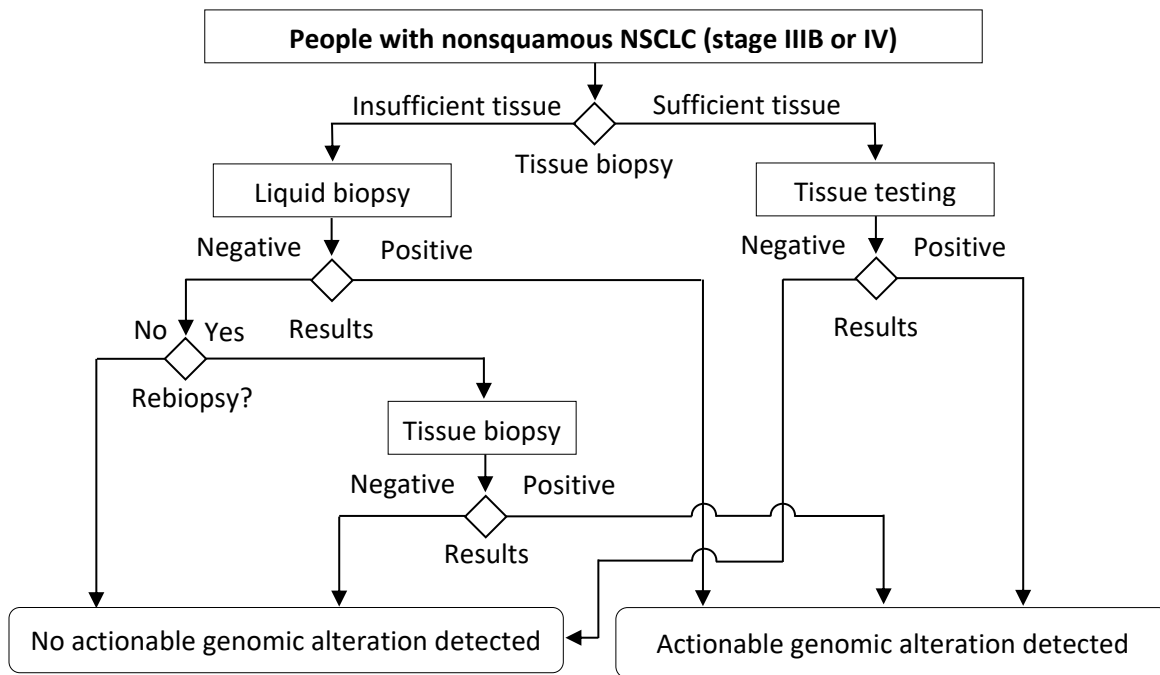 People with nonsquamous NSCLC (stage IIIB or IV)
Insufficient tissue
Sufficient tissue
Tissue biopsy
Liquid biopsy
Tissue testing
Negative
Positive
Negative
Positive
Results
Results
No
Yes
Rebiopsy?
Tissue biopsy
Negative
Positive
Results
No actionable genomic alteration detected
Actionable genomic alteration detected